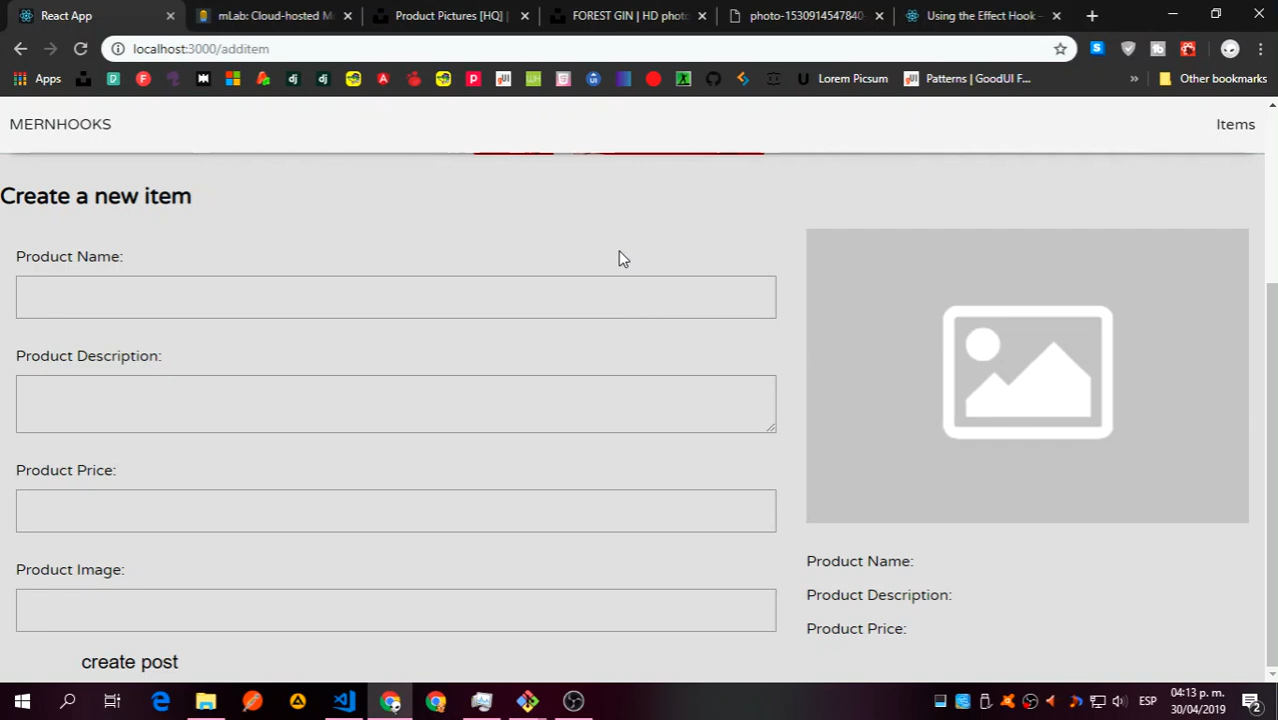 React App
mLab: Cloud-hosted M
Product Pictures [HQ] |
FOREST GIN | HD phot
photo-1530914547840-
Using the Effect Hook –
localhost:3000/additem
Apps
Lorem Picsum
Patterns | GoodUI F...
Other bookmarks
MERNHOOKS
Items
Create a new item
Product Name:
Product Description:
Product Price:
Product Image:
create post
Product Name:
Product Description:
Product Price:
ESP
04:13 p. m.
30/04/2019
2